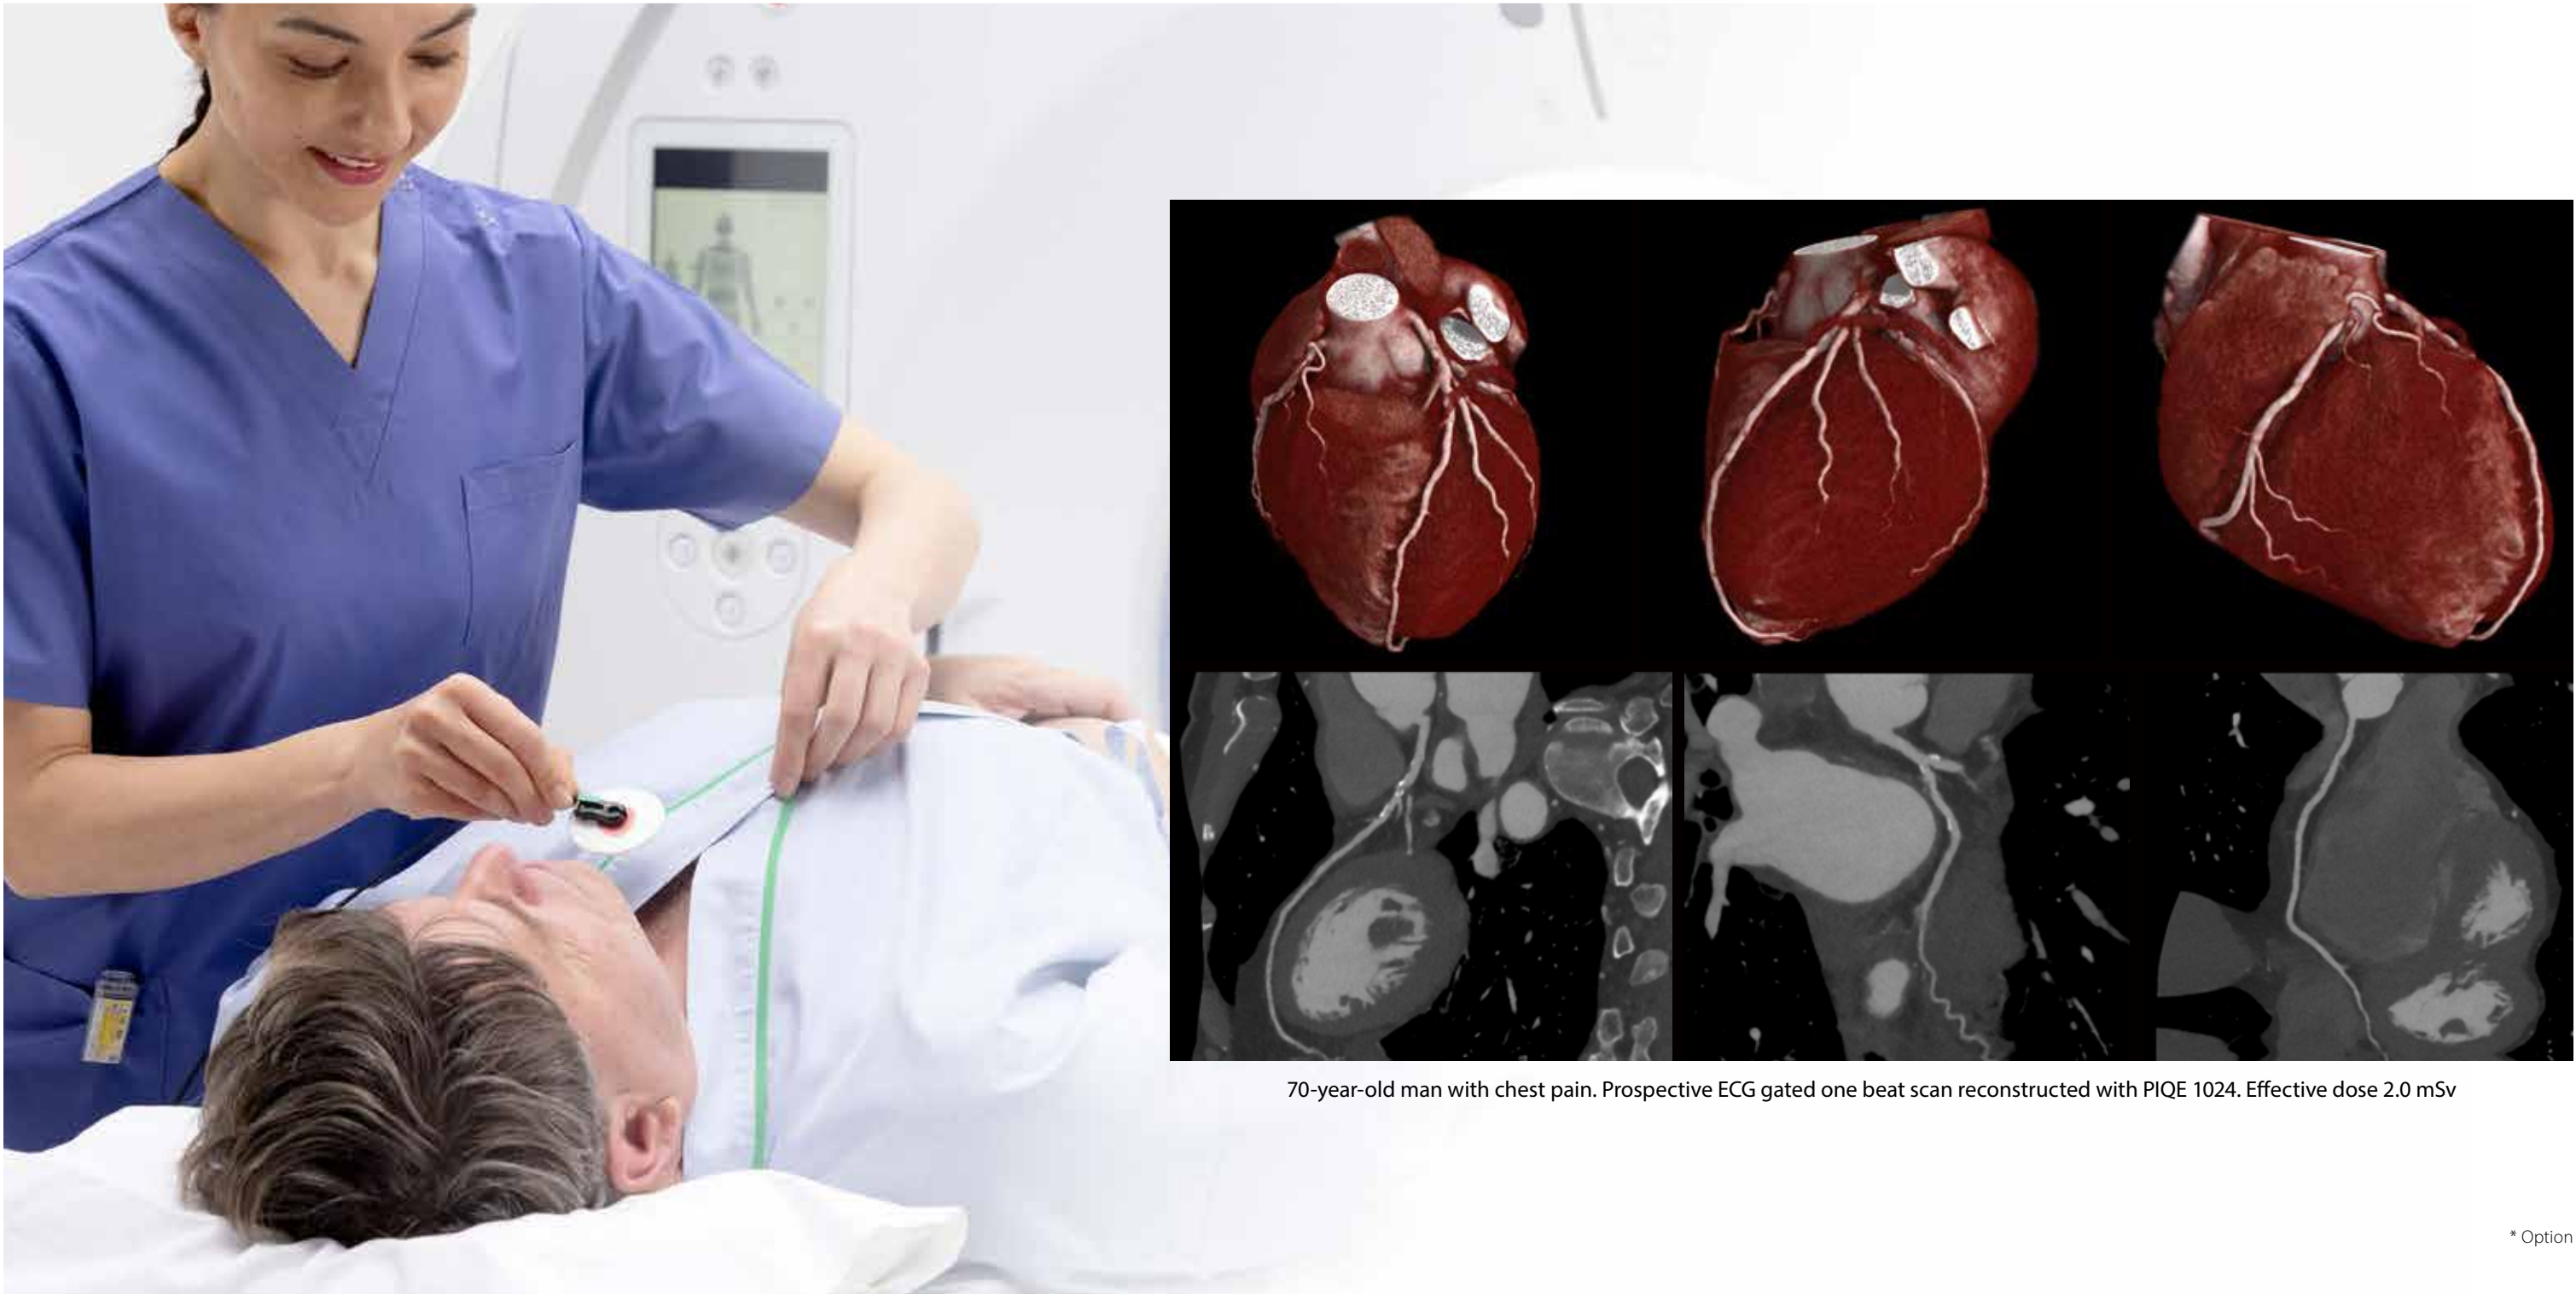 70-year-old man with chest pain. Prospective ECG gated one beat scan reconstructed with PIQE 1024. Effective dose 2.0 mSv
* Option